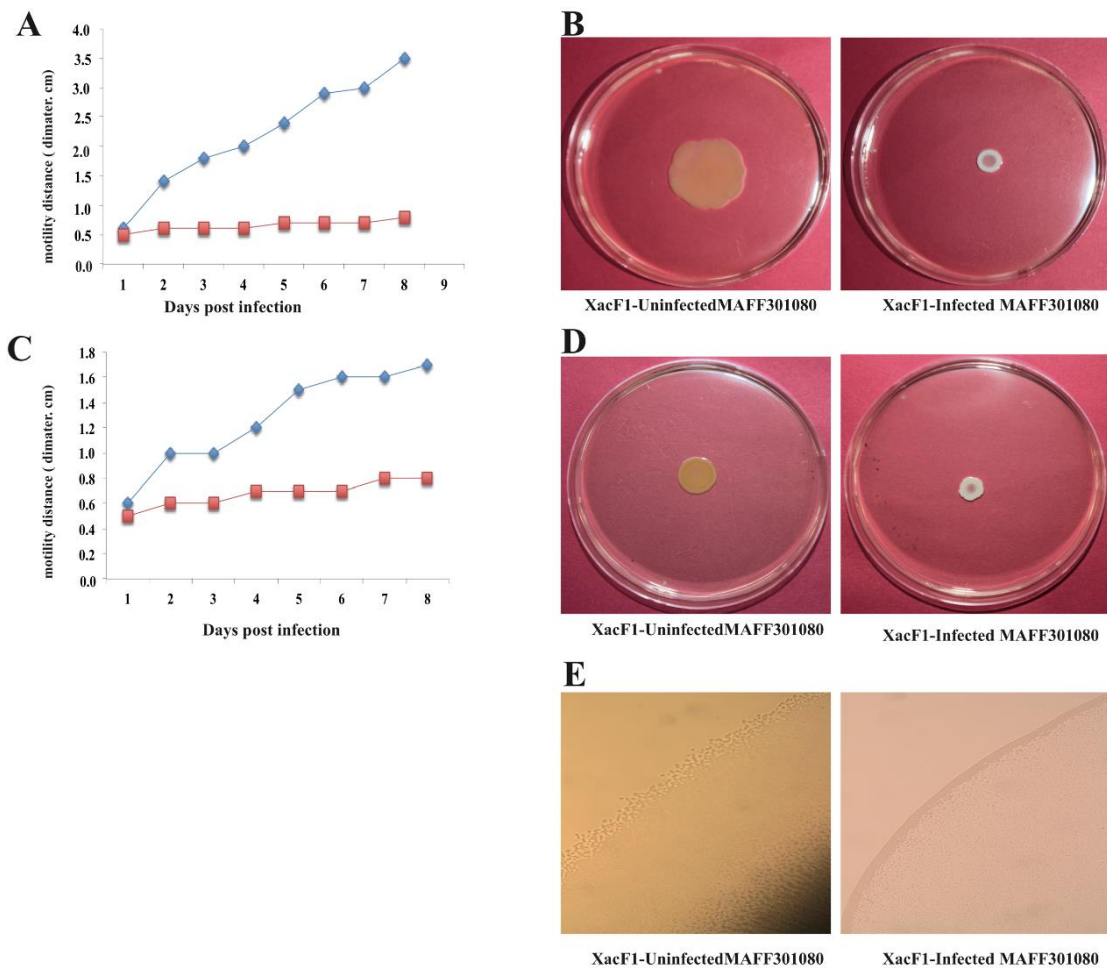 A
motility distance ( dimater. cm)
4.0
3.5
3.0
2.5
2.0
1.5
1.0
0.5
0.0
1 2 3 4 5 6 7 8 9
Days post infection
B
XacF1-UninfectedMAFF301080
XacF1-Infected MAFF301080
C
motility distance ( dimater. cm)
1.8
1.6
1.4
1.2
1.0
0.8
0.6
0.4
0.2
0.0
1 2 3 4 5 6 7 8
Days post infection
D
XacF1-UninfectedMAFF301080
XacF1-Infected MAFF301080
E
XacF1-UninfectedMAFF301080
XacF1-Infected MAFF301080